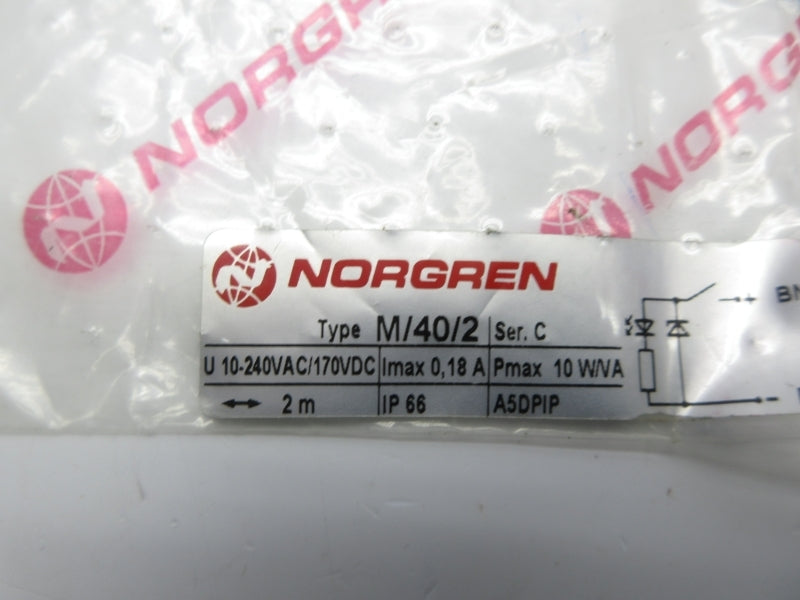 NORGREN
NORGREN
NORGREN
Type M/40/2 Ser. C
U 10-240VAC/170VDC Imax 0,18 A Pmax 10 W/VA
2 m IP 66 A5DPIP
+
-